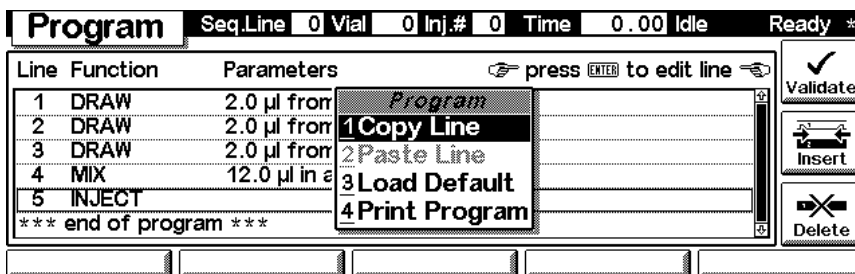 Program Seq.Line 0 Vial 0 Inj.# 0 Time 0.00 Idle Ready *
Line Function Parameters press ENTER to edit line
1 DRAW 2.0 µl from
2 DRAW 2.0 µl from
3 DRAW 2.0 µl from
4 MIX 12.0 µl in a
5 INJECT
*** end of program ***
Program
1 Copy Line
2 Paste Line
3 Load Default
4 Print Program
Validate
Insert
Delete